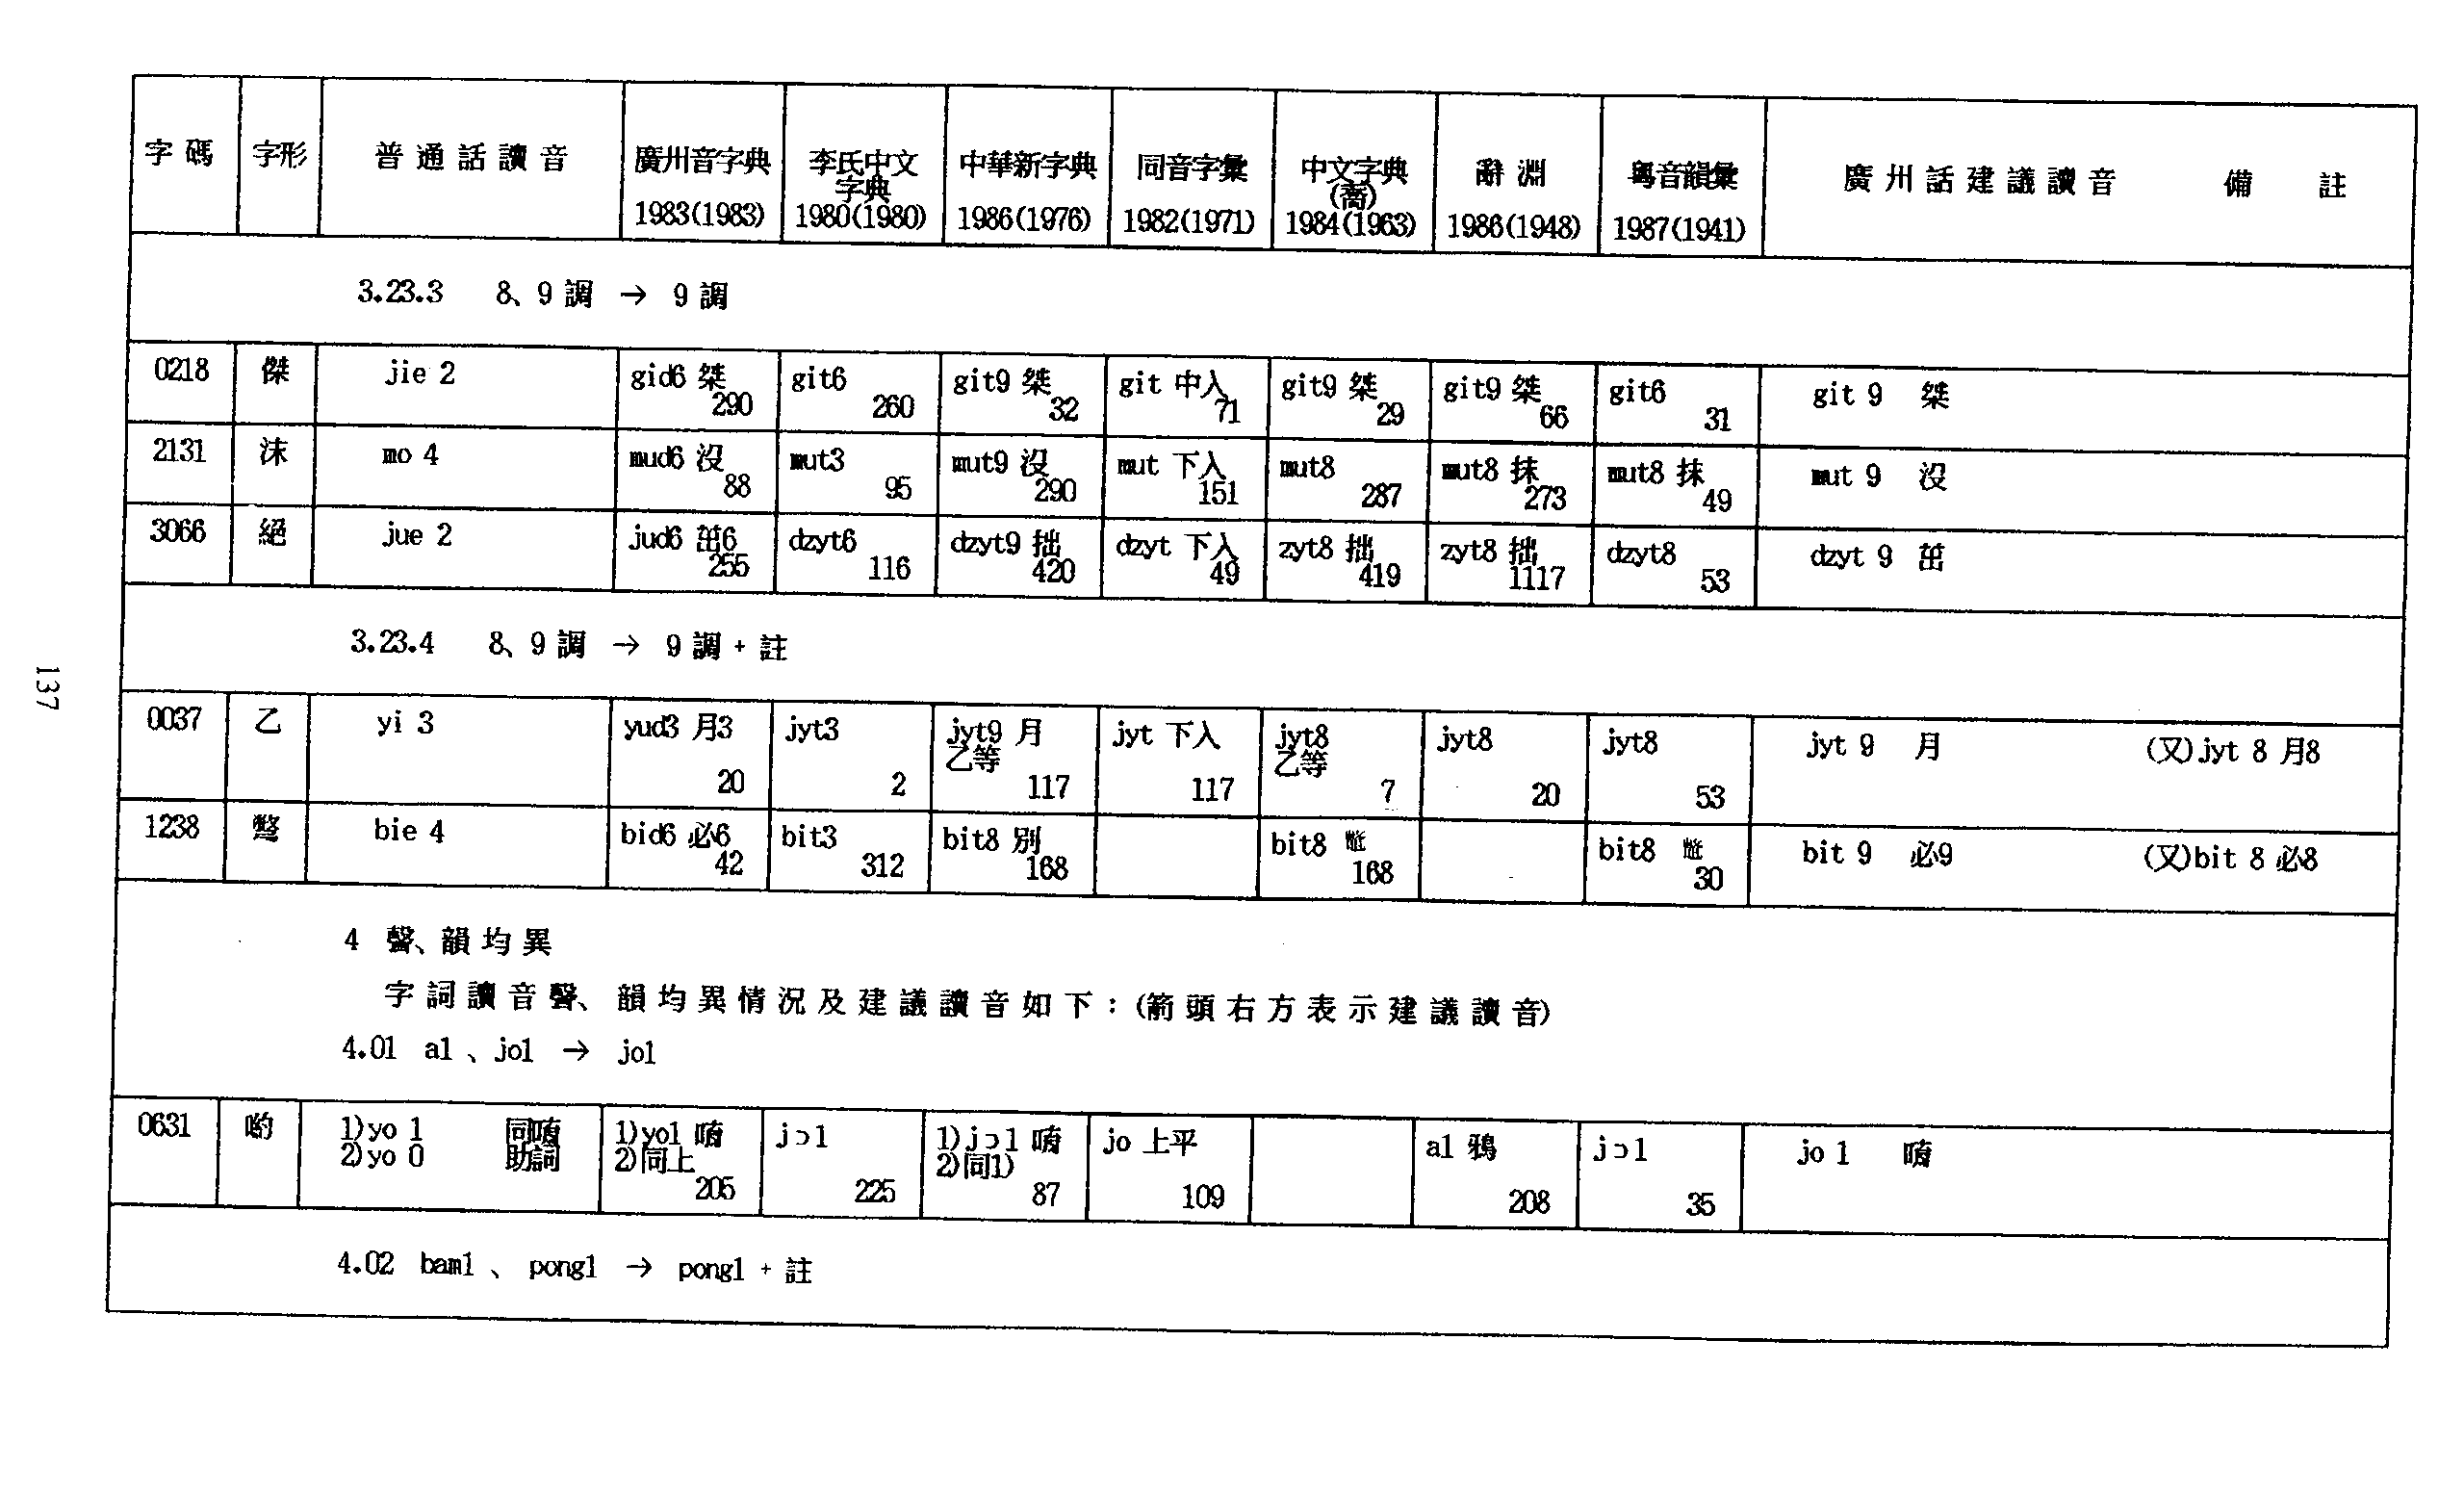 字碼 字形 普通話讀音 廣州音字典 1983(1983) 李氏中文字典 1980(1980) 中華新字典 1986(1976) 同音字彙 1982(1971) 中文字典(喬) 1984(1963) 辭淵 1986(1948) 粵音韻彙 1987(1941) 廣州話建議讀音 備註
3.23.3 8、9調 → 9調
0218 傑 jie 2 gid6 桀 290 git6 260 git9 桀 32 git 中入 71 git9 桀 29 git9 桀 66 git6 31 git 9 桀
2131 沫 mo 4 mud6 沒 88 mut3 95 mut9 沒 290 mut 下入 151 mut8 287 mut8 抹 273 mut8 抹 49 mut 9 沒
3066 絕 jue 2 jud6 茁6 255 dzyt6 116 dzyt9 拙 420 dzyt 下入 49 zyt8 拙 419 zyt8 拙 1117 dzyt8 53 dzyt 9 茁
3.23.4 8、9調 → 9調+註
0037 乙 yi 3 yud3 月3 20 jyt3 2 jyt9 月 乙等 117 jyt 下入 117 jyt8 乙等 7 jyt8 20 jyt8 53 jyt 9 月 (又)jyt 8 月8
1238 bie 4 bid6 必6 42 bit3 312 bit8 別 168 bit8 168 bit8 30 bit 9 必9 (又)bit 8 必8
4 聲、韻均異
字詞讀音聲、韻均異情況及建議讀音如下：(箭頭右方表示建議讀音)
4.01 a1、jo1 → jo1
0631 喲 1)yo 1 同唷 2)yo 0 助詞 1)yo1 唷 2)同上 205 jɔ1 225 1)jɔ1 唷 2)同1) 87 jo 上平 109 a1 鴉 208 jɔ1 35 jo 1 唷
4.02 bam1、pong1 → pong1+註
137